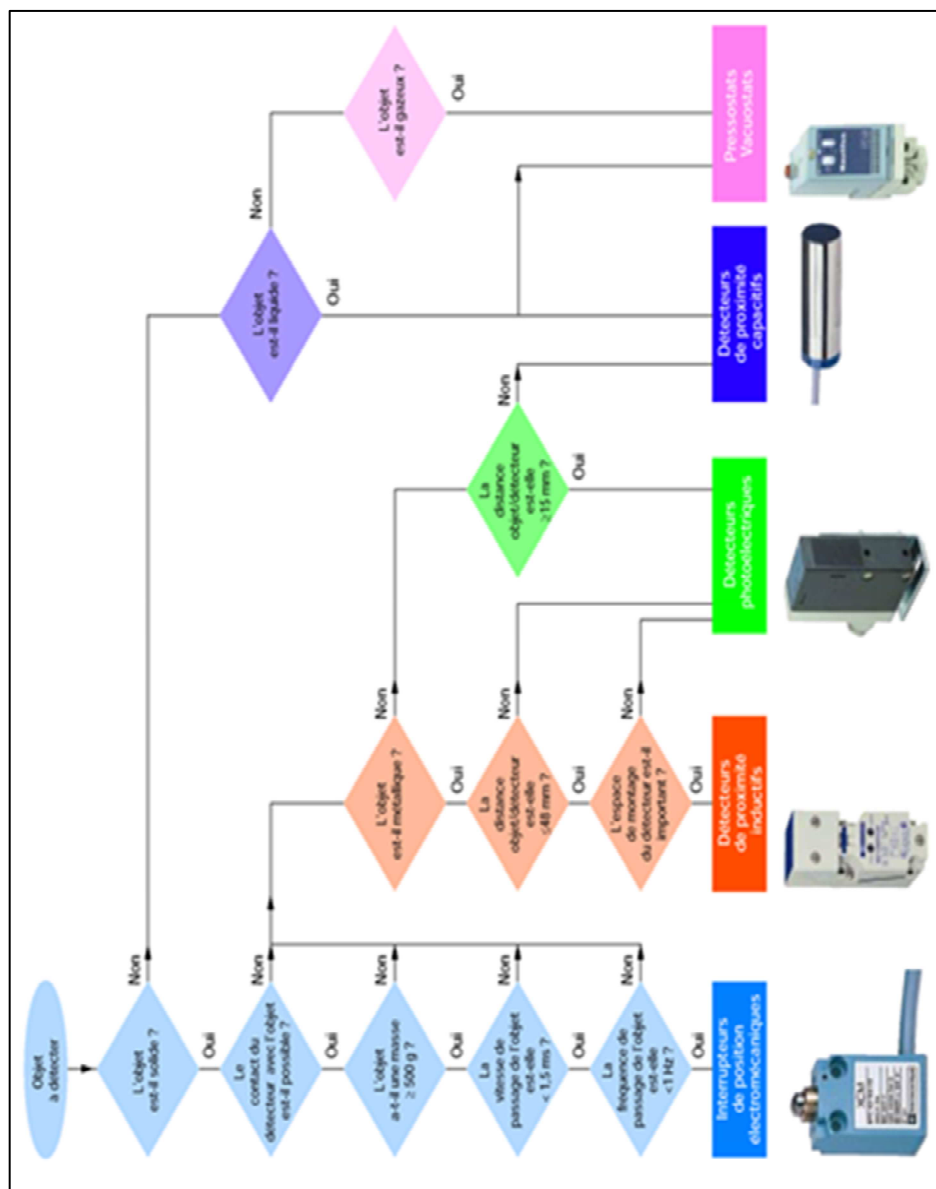 Objet
à détecter
L'objet
est-il solide ?
Non
Oui
Le
contact du
détecteur avec l'objet
est-il possible ?
Non
Oui
L'objet
a-t-il une masse
≥ 500 g ?
Non
Oui
La
vitesse de
passage de l'objet
est-elle
< 1,5 ms ?
Non
Oui
La
fréquence de
passage de l'objet
est-elle
<1 Hz ?
Non
Oui
Interrupteurs
de position
électromécaniques
L'objet
est-il métallique ?
Non
Oui
La
distance
objet/détecteur
est-elle
≤48 mm ?
Non
Oui
L'espace
de montage
du détecteur est-il
important ?
Non
Oui
Détecteurs
de proximité
inductifs
La
distance
objet/détecteur
est-elle
≥15 mm ?
Non
Oui
Détecteurs
photoélectriques
L'objet
est-il liquide ?
Non
Oui
Détecteurs
de proximité
capacitifs
L'objet
est-il gazeux ?
Oui
Pressostats
Vacuostats